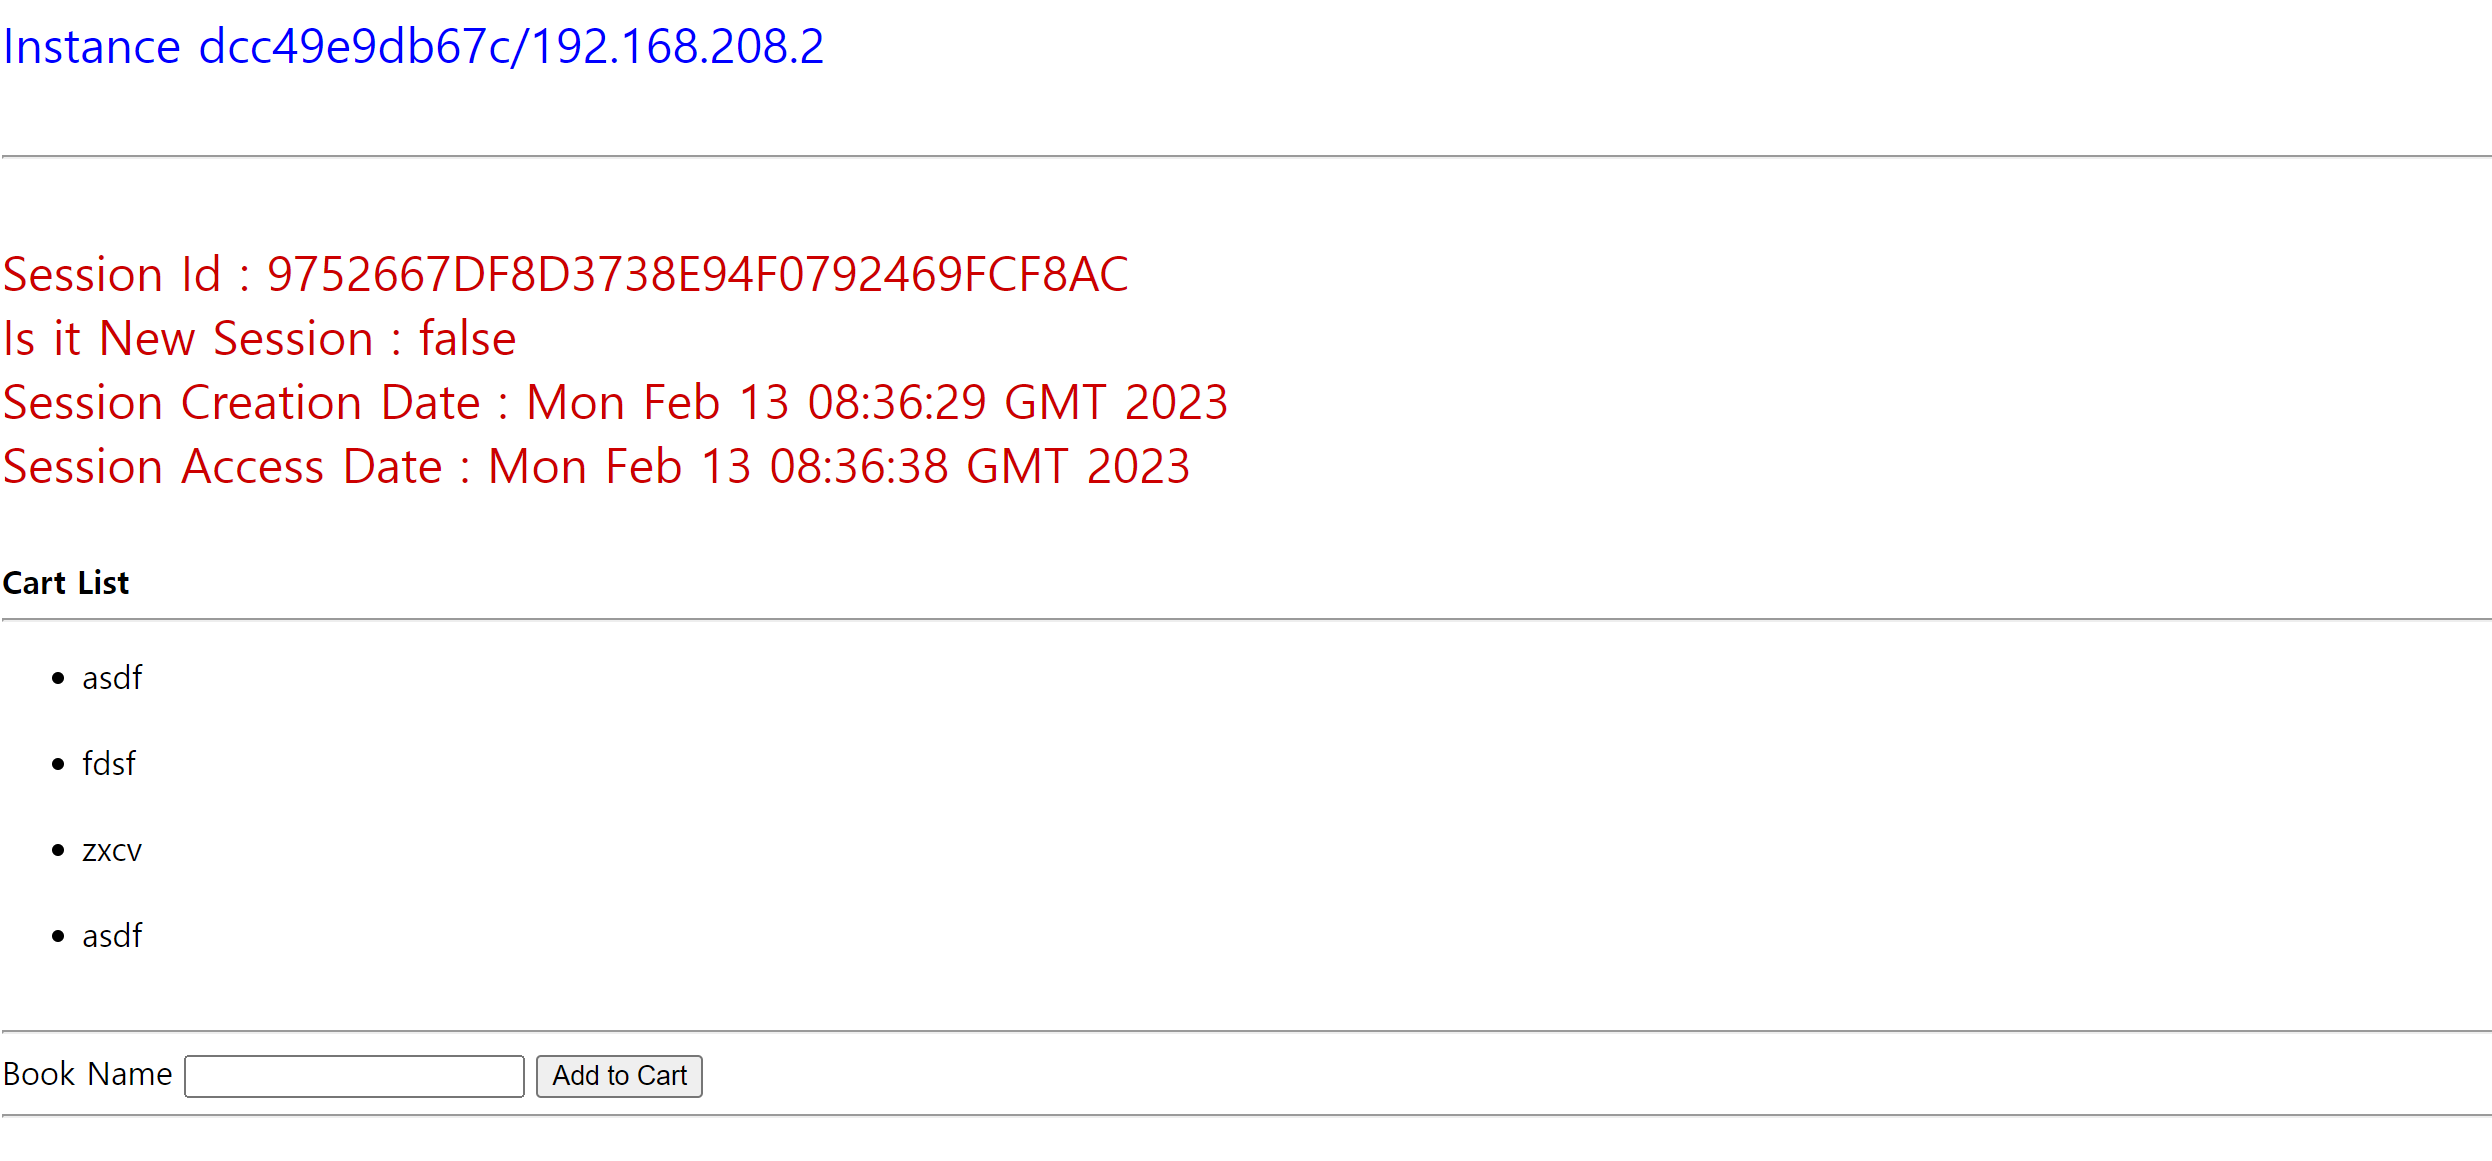 Instance dcc49e9db67c/192.168.208.2
Session Id : 9752667DF8D3738E94F0792469FCF8AC
Is it New Session : false
Session Creation Date : Mon Feb 13 08:36:29 GMT 2023
Session Access Date : Mon Feb 13 08:36:38 GMT 2023
Cart List
asdf
fdsf
zxcv
asdf
Book Name Add to Cart